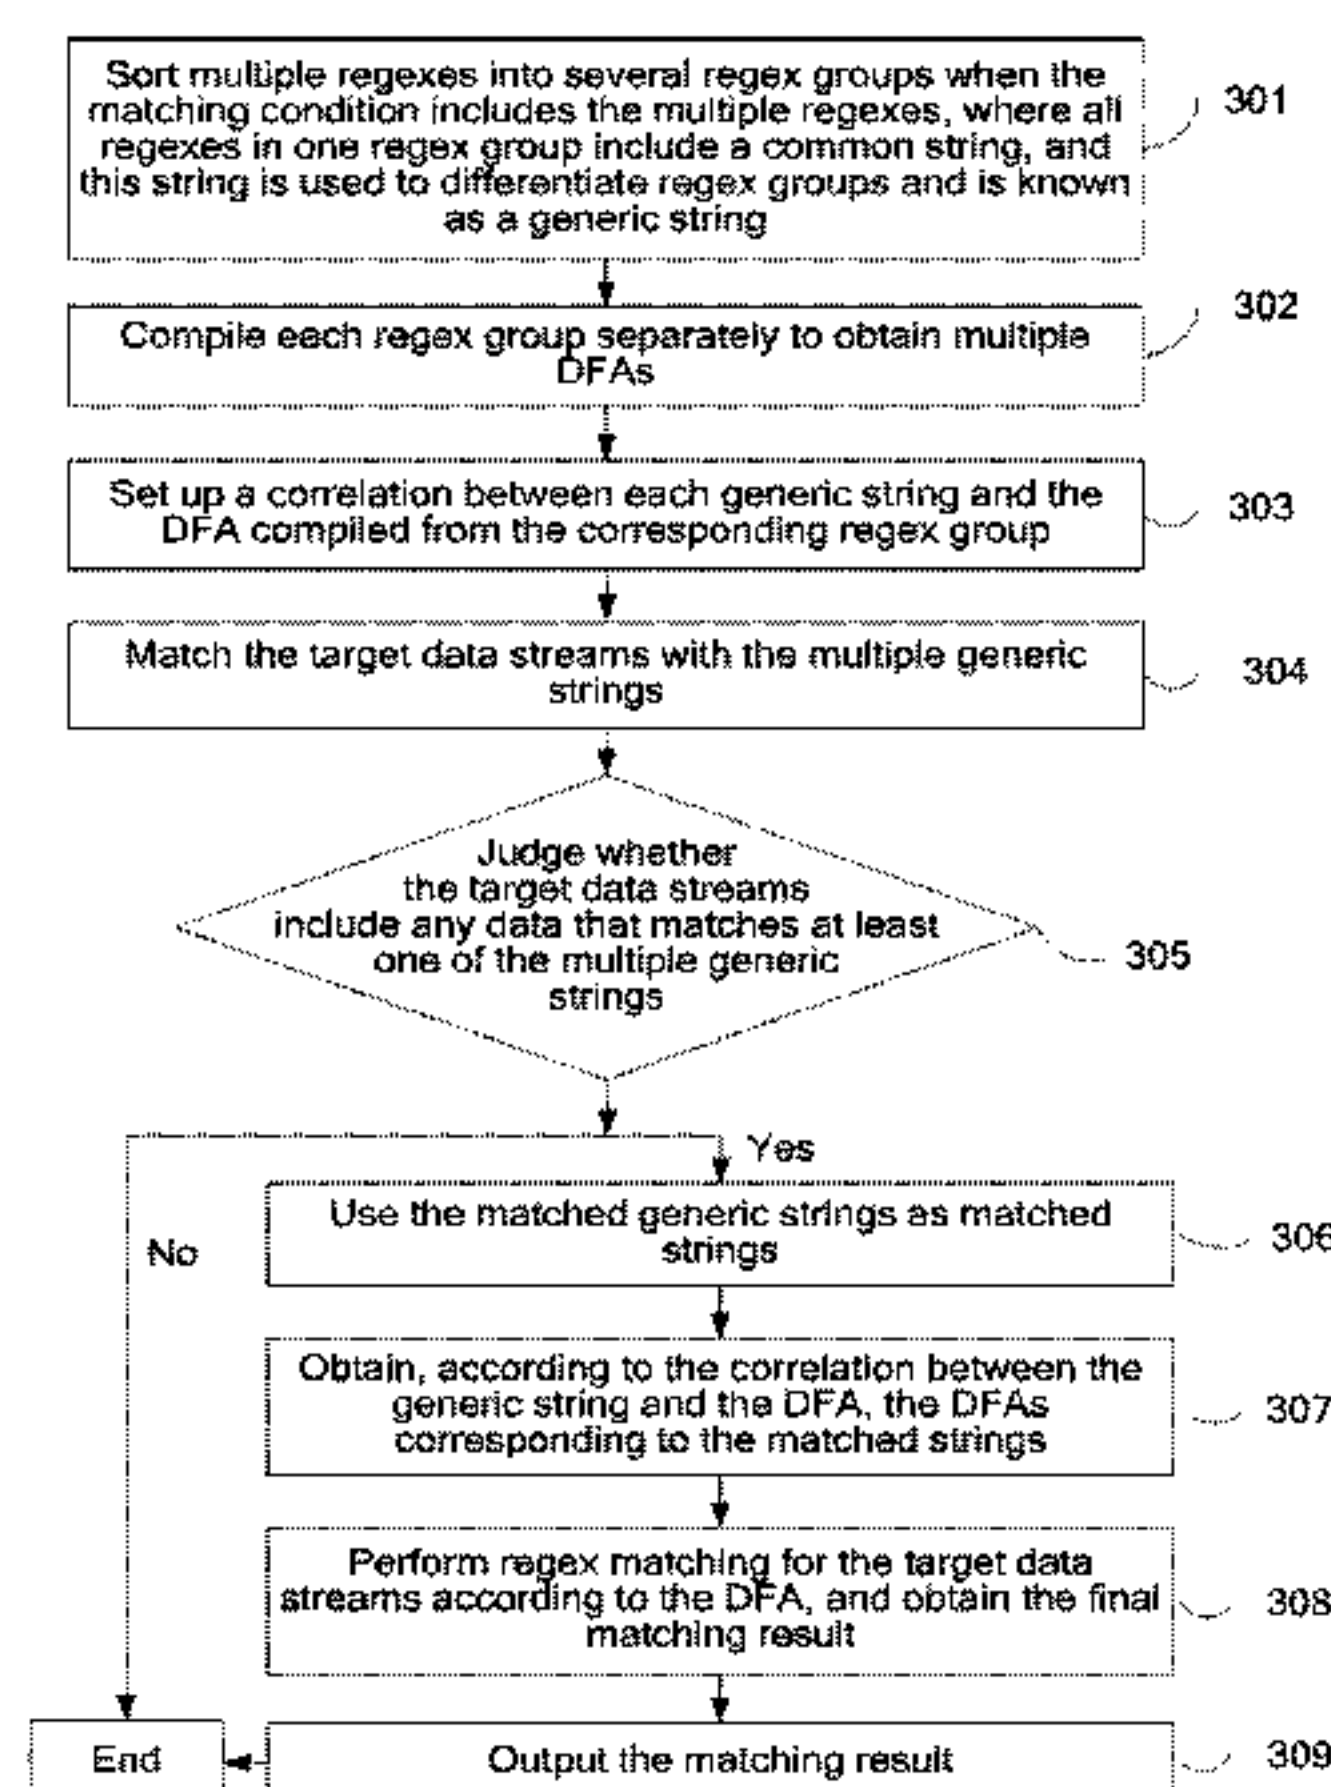 Sort multiple regexes into several regex groups when the
matching condition includes the multiple regexes, where all
regexes in one regex group include a common string, and
this string is used to differentiate regex groups and is known
as a generic string
301
Compile each regex group separately to obtain multiple
DFAs
302
Set up a correlation between each generic string and the
DFA compiled from the corresponding regex group
303
Match the target data streams with the multiple generic
strings
304
Judge whether
the target data streams
include any data that matches at least
one of the multiple generic
strings
305
Yes
No
Use the matched generic strings as matched
strings
306
Obtain, according to the correlation between the
generic string and the DFA, the DFAs
corresponding to the matched strings
307
Perform regex matching for the target data
streams according to the DFA, and obtain the final
matching result
308
End
Output the matching result
309